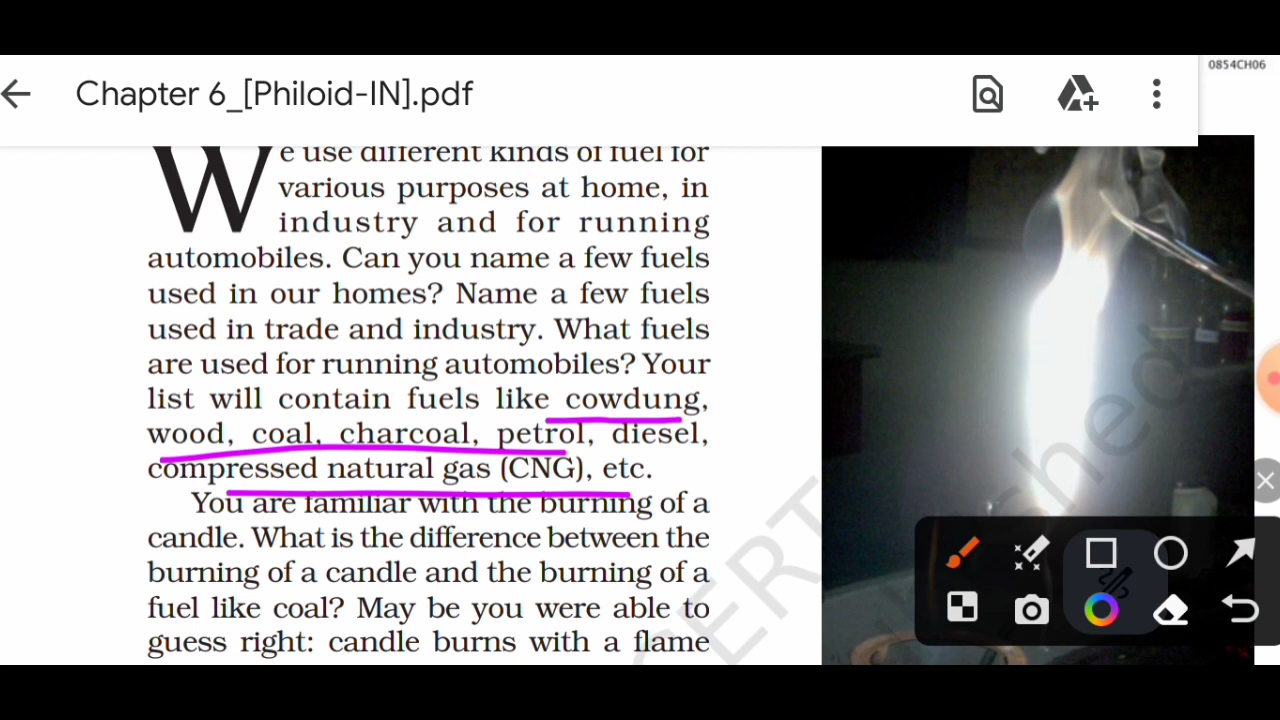 0854CH06
Chapter 6_[Philoid-IN].pdf
We use different kinds of fuel for
various purposes at home, in
industry and for running
automobiles. Can you name a few fuels
used in our homes? Name a few fuels
used in trade and industry. What fuels
are used for running automobiles? Your
list will contain fuels like cowdung,
wood, coal, charcoal, petrol, diesel,
compressed natural gas (CNG), etc.
You are familiar with the burning of a
candle. What is the difference between the
burning of a candle and the burning of a
fuel like coal? May be you were able to
guess right: candle burns with a flame